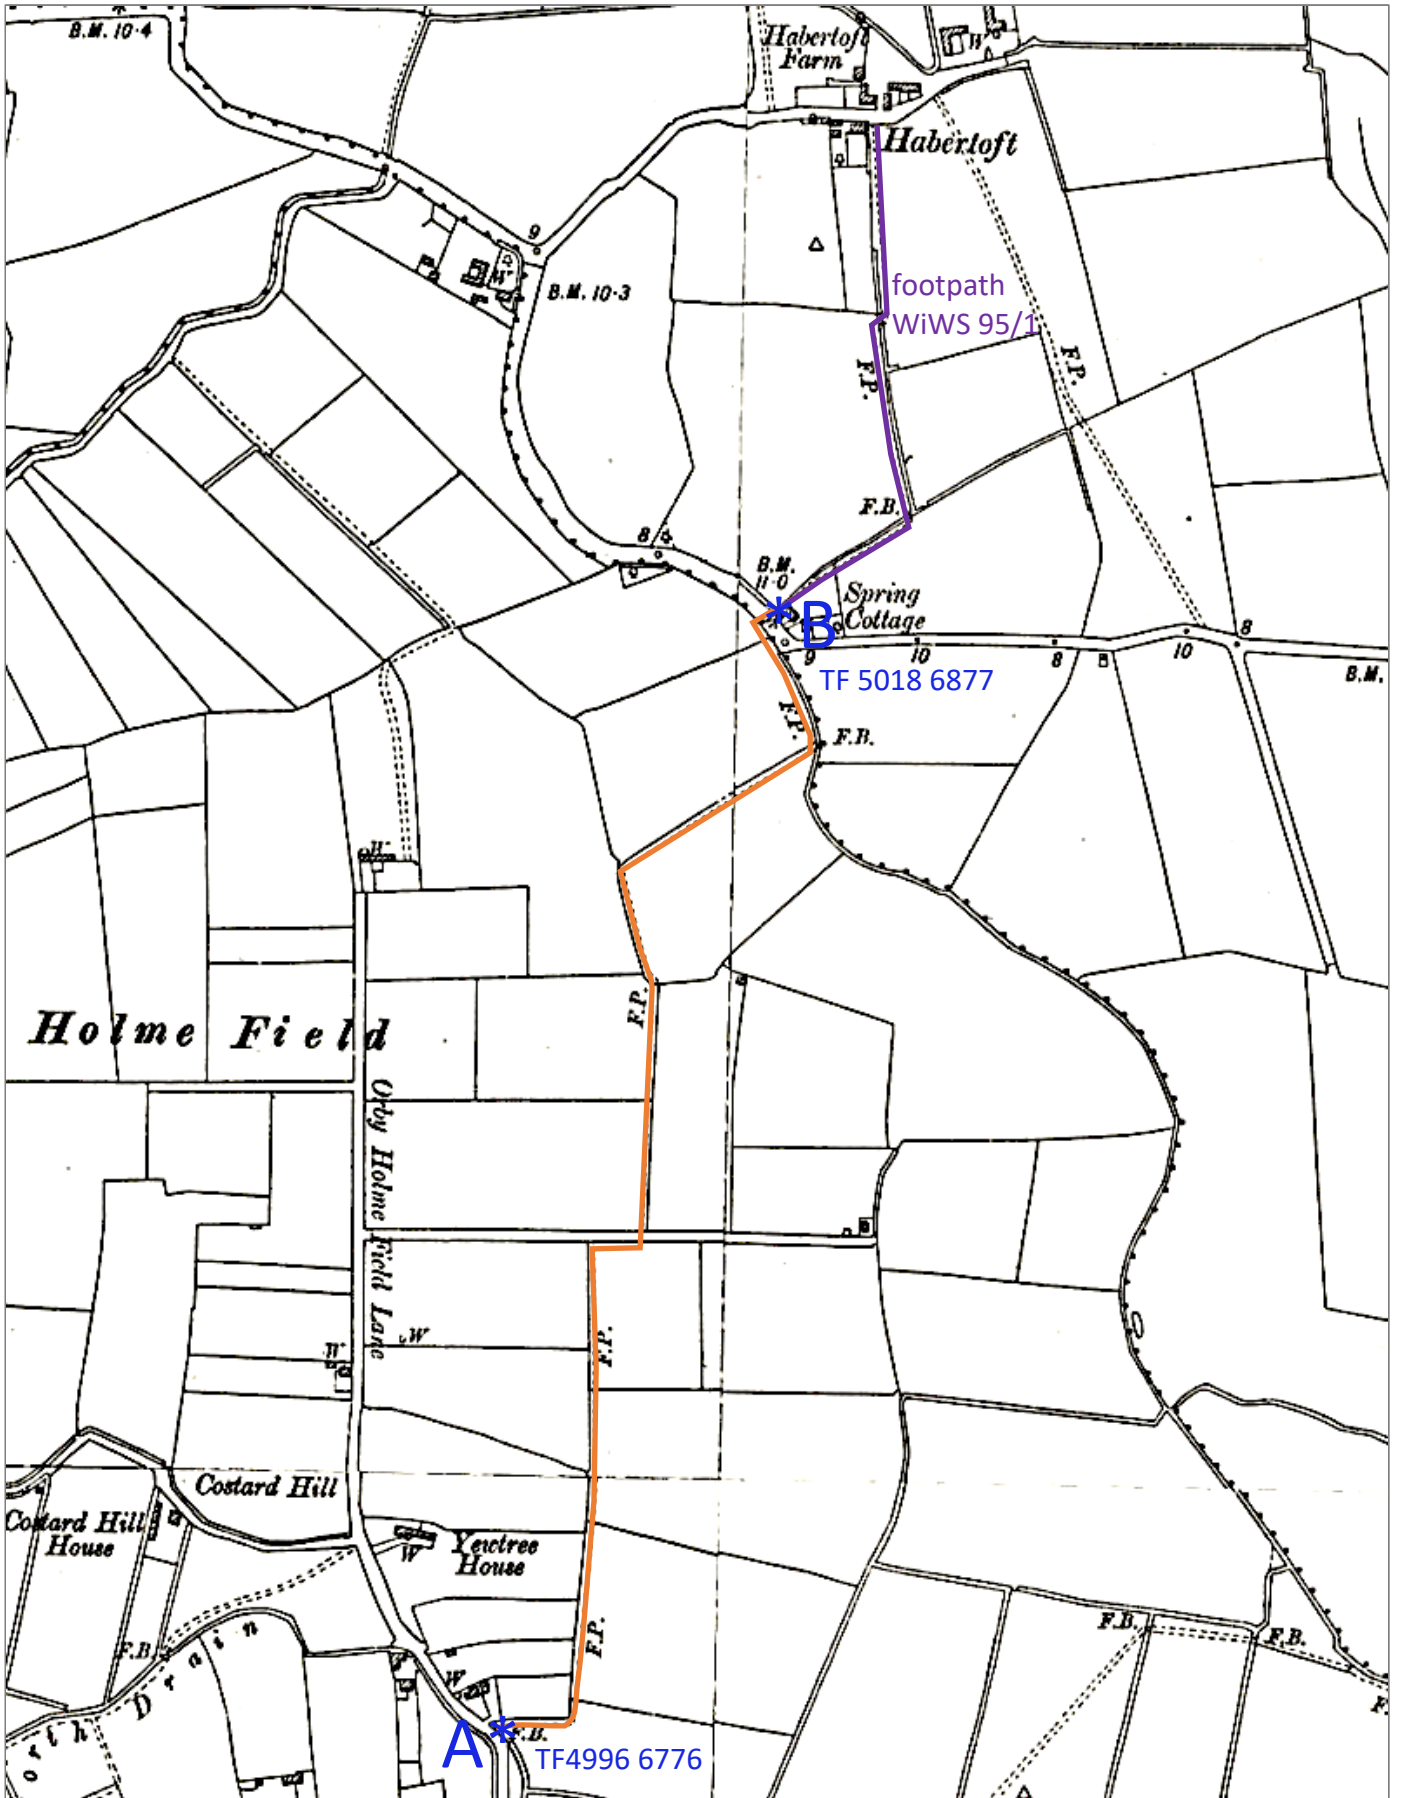 B.M. 10·4
Habertoft
Farm
W
Habertoft
9
W
B.M. 10·3
footpath
WiWS 95/1
F.P.
F.P.
F.B.
8
B.M.
11·0
Spring
Cottage
B
9
10
8
10
8
B.M.
TF 5018 6877
F.P.
F.B.
W
F.P.
Holme Field
Orby Holme Field Lane
W
F.P.
W
Costard Hill
Costard Hill
House
W
Yewtree
House
F.P.
F.B.
F.B.
F.B.
North Drain
W
A
F.B.
TF4996 6776
F.